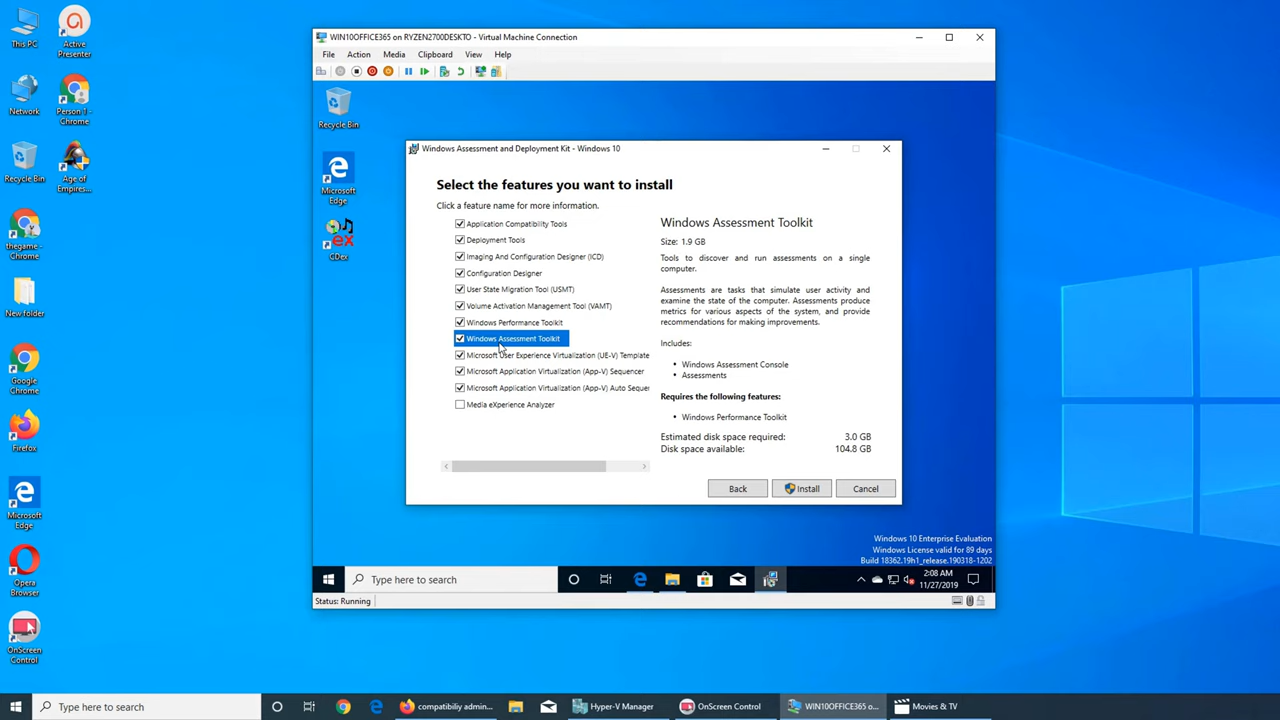 This PC
Active
Presenter
Network
Person 1 -
Chrome
Recycle Bin
Age of
Empires...
thegame -
Chrome
New folder
Google
Chrome
Firefox
Microsoft
Edge
Opera
Browser
OnScreen
Control
WIN10OFFICE365 on RYZEN2700DESKTO - Virtual Machine Connection
File Action Media Clipboard View Help
Recycle Bin
Microsoft
Edge
ex
CDex
Windows Assessment and Deployment Kit - Windows 10
Select the features you want to install
Click a feature name for more information.
Application Compatibility Tools
Deployment Tools
Imaging And Configuration Designer (ICD)
Configuration Designer
User State Migration Tool (USMT)
Volume Activation Management Tool (VAMT)
Windows Performance Toolkit
Windows Assessment Toolkit
Microsoft User Experience Virtualization (UE-V) Template
Microsoft Application Virtualization (App-V) Sequencer
Microsoft Application Virtualization (App-V) Auto Seque
Media eXperience Analyzer
Windows Assessment Toolkit
Size: 1.9 GB
Tools to discover and run assessments on a single
computer.
Assessments are tasks that simulate user activity and
examine the state of the computer. Assessments produce
metrics for various aspects of the system, and provide
recommendations for making improvements.
Includes:
• Windows Assessment Console
• Assessments
Requires the following features:
• Windows Performance Toolkit
Estimated disk space required: 3.0 GB
Disk space available: 104.8 GB
Back Install Cancel
Windows 10 Enterprise Evaluation
Windows License valid for 89 days
Build 18362.19h1_release.190318-1202
Type here to search
2:08 AM
11/27/2019
Status: Running
Type here to search
compatibiliy admin...
Hyper-V Manager
OnScreen Control
WIN10OFFICE365 o...
Movies & TV